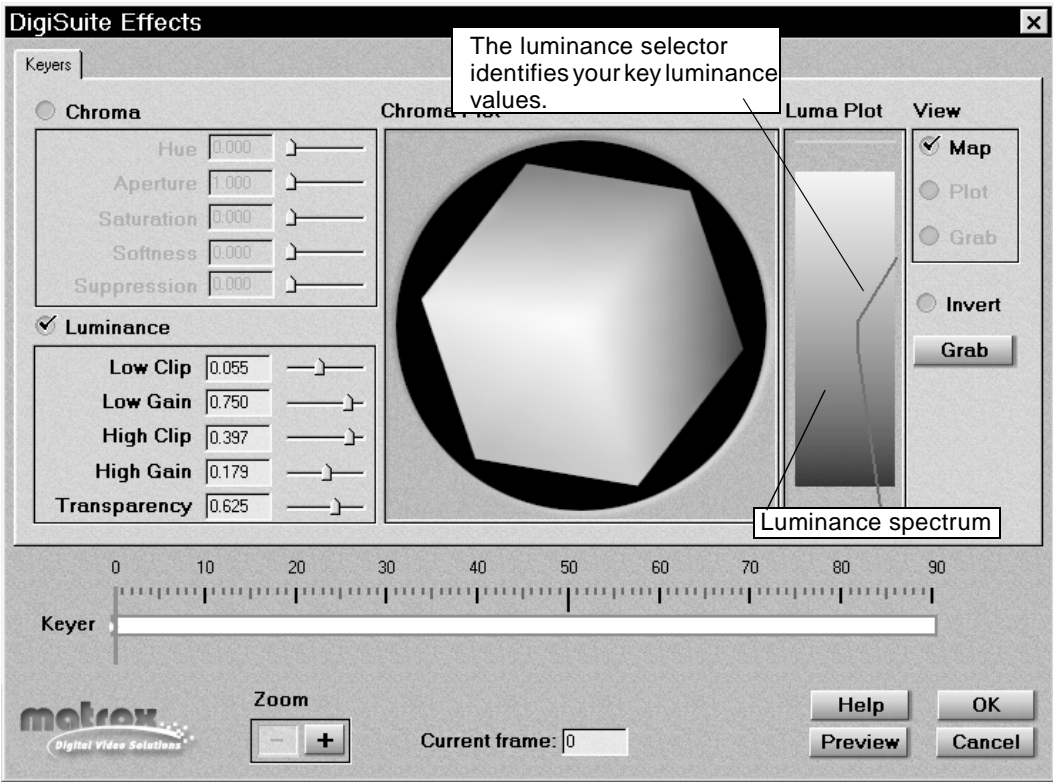 DigiSuite Effects
The luminance selector
identifies your key luminance
values.
Keyers
Chroma
Luma Plot
View
Hue 0.000
Aperture 1.000
Saturation 0.000
Softness 0.000
Suppression 0.000
Map
Plot
Grab
Invert
Grab
Luminance
Low Clip 0.055
Low Gain 0.750
High Clip 0.397
High Gain 0.179
Transparency 0.625
Luminance spectrum
0 10 20 30 40 50 60 70 80 90
Keyer
matrox
Digital Video Solutions
Zoom
- +
Current frame: 0
Help
OK
Preview
Cancel